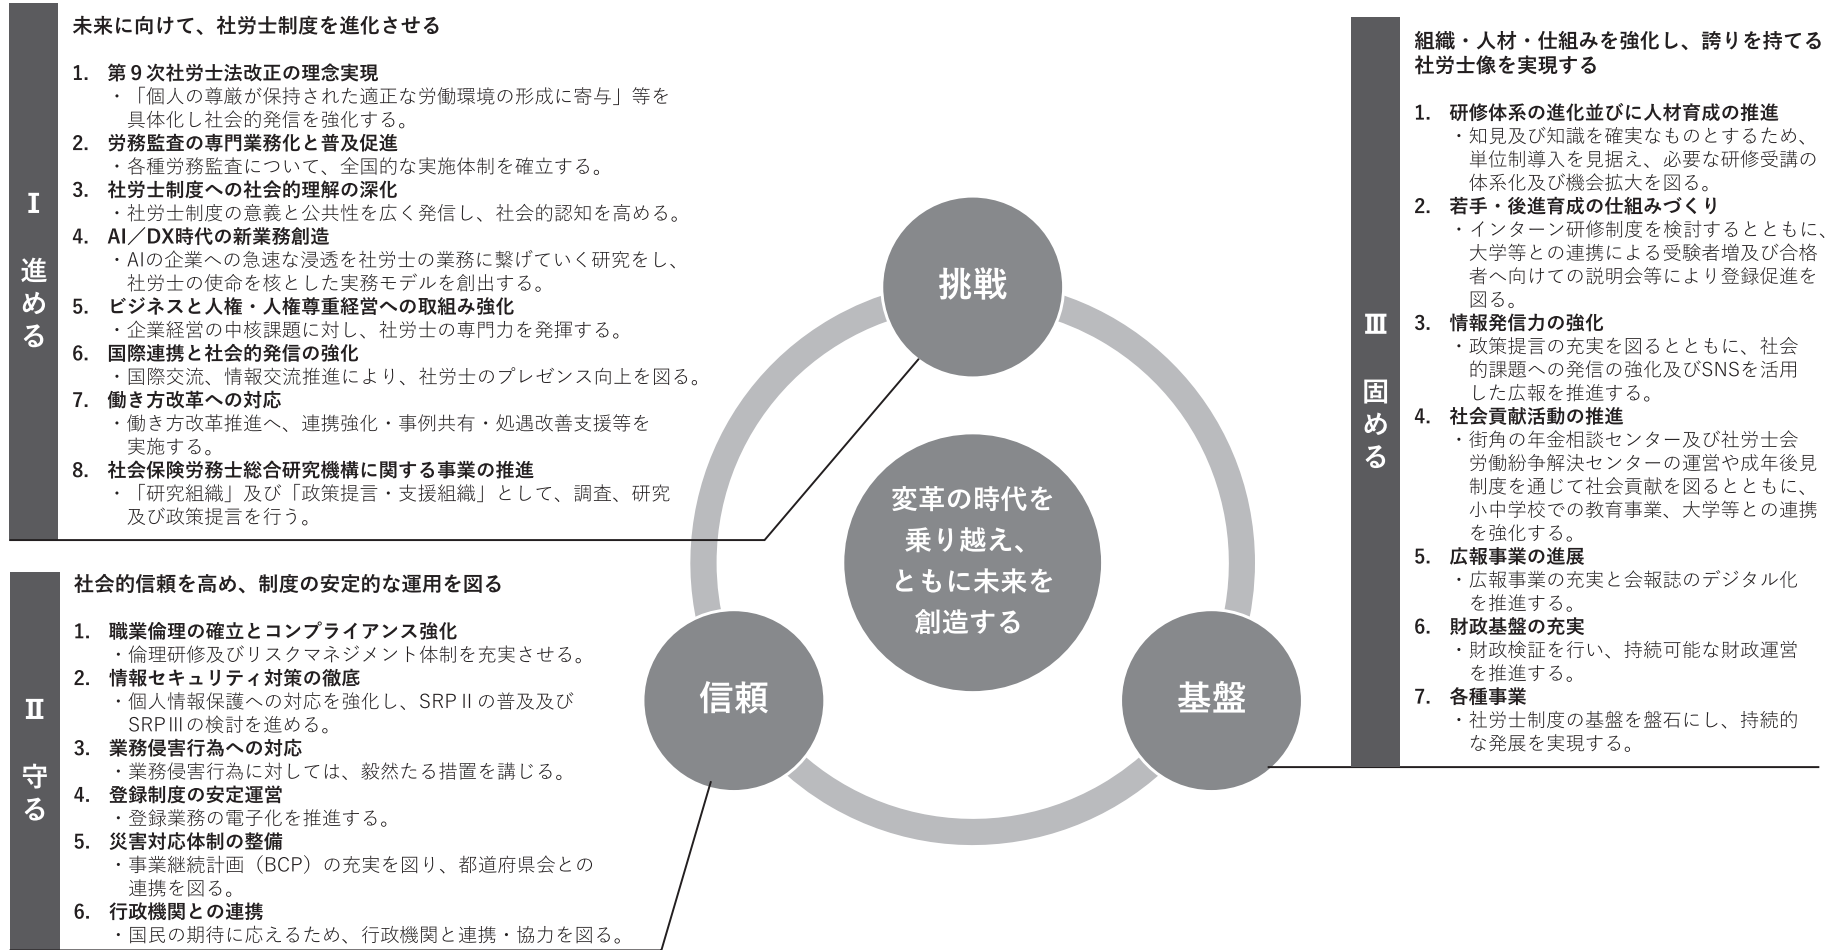 Ⅰ 進める
未来に向けて、社労士制度を進化させる
1. 第9次社労士法改正の理念実現
・「個人の尊厳が保持された適正な労働環境の形成に寄与」等を
具体化し社会的発信を強化する。
2. 労務監査の専門業務化と普及促進
・各種労務監査について、全国的な実施体制を確立する。
3. 社労士制度への社会的理解の深化
・社労士制度の意義と公共性を広く発信し、社会的認知を高める。
4. AI／DX時代の新業務創造
・AIの企業への急速な浸透を社労士の業務に繋げていく研究をし、
社労士の使命を核とした実務モデルを創出する。
5. ビジネスと人権・人権尊重経営への取組み強化
・企業経営の中核課題に対し、社労士の専門力を発揮する。
6. 国際連携と社会的発信の強化
・国際交流、情報交流推進により、社労士のプレゼンス向上を図る。
7. 働き方改革への対応
・働き方改革推進へ、連携強化・事例共有・処遇改善支援等を
実施する。
8. 社会保険労務士総合研究機構に関する事業の推進
・「研究組織」及び「政策提言・支援組織」として、調査、研究
及び政策提言を行う。
Ⅱ 守る
社会的信頼を高め、制度の安定的な運用を図る
1. 職業倫理の確立とコンプライアンス強化
・倫理研修及びリスクマネジメント体制を充実させる。
2. 情報セキュリティ対策の徹底
・個人情報保護への対応を強化し、SRPⅡの普及及び
SRPⅢの検討を進める。
3. 業務侵害行為への対応
・業務侵害行為に対しては、毅然たる措置を講じる。
4. 登録制度の安定運営
・登録業務の電子化を推進する。
5. 災害対応体制の整備
・事業継続計画（BCP）の充実を図り、都道府県会との
連携を図る。
6. 行政機関との連携
・国民の期待に応えるため、行政機関と連携・協力を図る。
挑戦
変革の時代を
乗り越え、
ともに未来を
創造する
信頼
基盤
Ⅲ 固める
組織・人材・仕組みを強化し、誇りを持てる
社労士像を実現する
1. 研修体系の進化並びに人材育成の推進
・知見及び知識を確実なものとするため、
単位制導入を見据え、必要な研修受講の
体系化及び機会拡大を図る。
2. 若手・後進育成の仕組みづくり
・インターン研修制度を検討するとともに、
大学等との連携による受験者増及び合格
者へ向けての説明会等により登録促進を
図る。
3. 情報発信力の強化
・政策提言の充実を図るとともに、社会
的課題への発信の強化及びSNSを活用
した広報を推進する。
4. 社会貢献活動の推進
・街角の年金相談センター及び社労士会
労働紛争解決センターの運営や成年後見
制度を通じて社会貢献を図るとともに、
小中学校での教育事業、大学等との連携
を強化する。
5. 広報事業の進展
・広報事業の充実と会報誌のデジタル化
を推進する。
6. 財政基盤の充実
・財政検証を行い、持続可能な財政運営
を推進する。
7. 各種事業
・社労士制度の基盤を盤石にし、持続的
な発展を実現する。